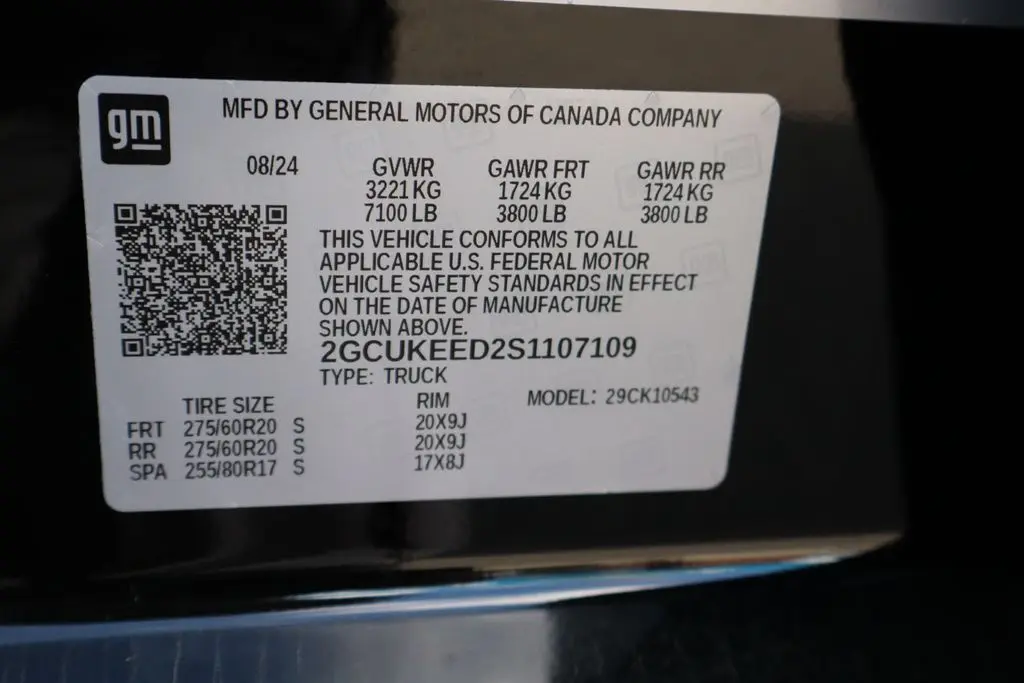 gm
MFD BY GENERAL MOTORS OF CANADA COMPANY
08/24 GVWR GAWR FRT GAWR RR
3221 KG 1724 KG 1724 KG
7100 LB 3800 LB 3800 LB
THIS VEHICLE CONFORMS TO ALL
APPLICABLE U.S. FEDERAL MOTOR
VEHICLE SAFETY STANDARDS IN EFFECT
ON THE DATE OF MANUFACTURE
SHOWN ABOVE.
2GCUKEED2S1107109
TYPE: TRUCK
TIRE SIZE RIM MODEL: 29CK10543
FRT 275/60R20 S 20X9J
RR 275/60R20 S 20X9J
SPA 255/80R17 S 17X8J